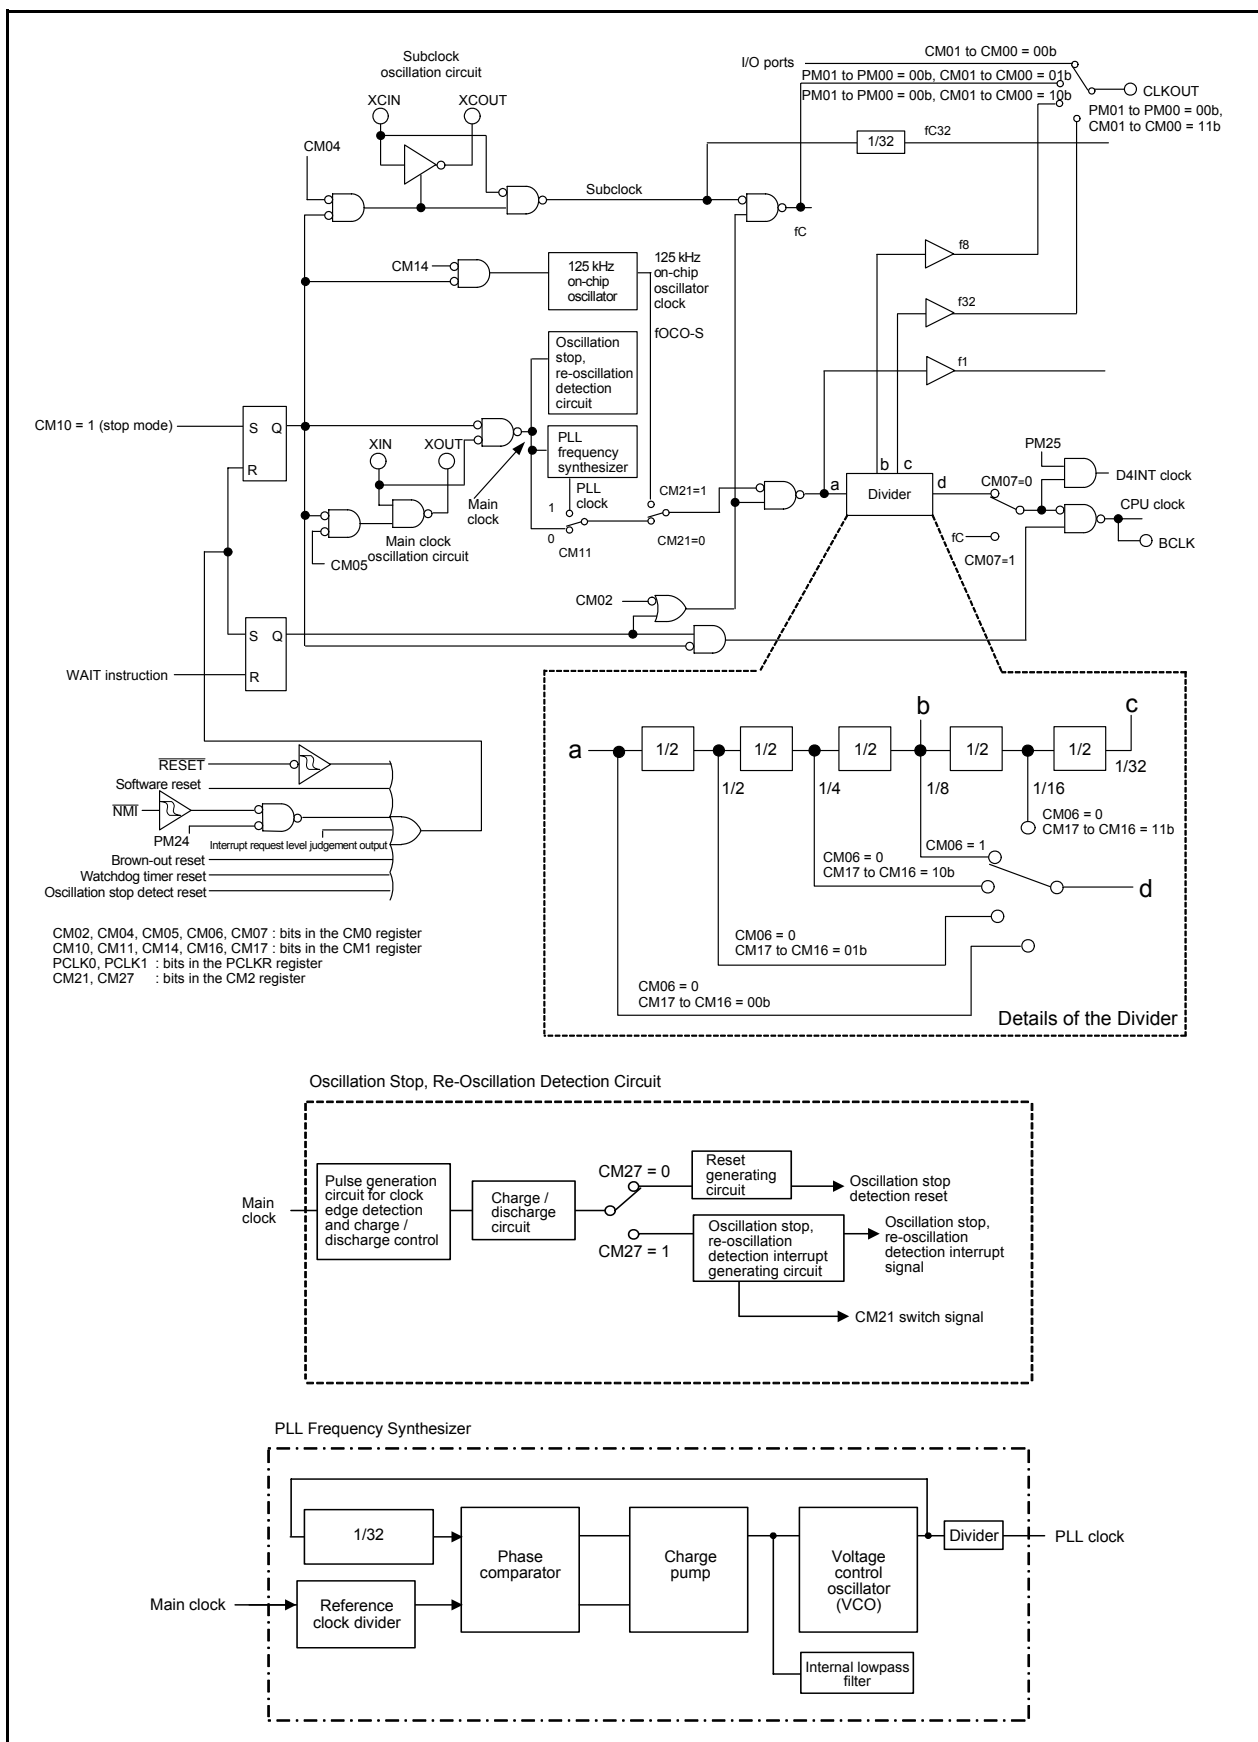 Subclock
oscillation circuit
XCIN
XCOUT
CM04
Subclock
I/O ports
CM01 to CM00 = 00b
PM01 to PM00 = 00b, CM01 to CM00 = 01b
PM01 to PM00 = 00b, CM01 to CM00 = 10b
CLKOUT
PM01 to PM00 = 00b,
CM01 to CM00 = 11b
1/32
fC32
fC
CM14
125 kHz
on-chip
oscillator
125 kHz
on-chip
oscillator
clock
fOCO-S
f8
f32
f1
Oscillation
stop,
re-oscillation
detection
circuit
CM10 = 1 (stop mode)
S
Q
R
XIN
XOUT
Main
clock
PLL
frequency
synthesizer
PLL
clock
1
0
CM11
CM21=1
CM21=0
Main clock
oscillation circuit
CM05
a
b
c
d
Divider
CM07=0
fC
CM07=1
PM25
D4INT clock
CPU clock
BCLK
CM02
S
Q
R
WAIT instruction
RESET
Software reset
NMI
PM24
Interrupt request level judgement output
Brown-out reset
Watchdog timer reset
Oscillation stop detect reset
CM02, CM04, CM05, CM06, CM07 : bits in the CM0 register
CM10, CM11, CM14, CM16, CM17 : bits in the CM1 register
PCLK0, PCLK1 : bits in the PCLKR register
CM21, CM27 : bits in the CM2 register
a
1/2
1/2
1/2
b
1/2
1/2
c
1/2
1/4
1/8
1/16
1/32
CM06 = 0
CM17 to CM16 = 11b
CM06 = 1
CM06 = 0
CM17 to CM16 = 10b
d
CM06 = 0
CM17 to CM16 = 01b
CM06 = 0
CM17 to CM16 = 00b
Details of the Divider
Oscillation Stop, Re-Oscillation Detection Circuit
Main
clock
Pulse generation
circuit for clock
edge detection
and charge /
discharge control
Charge /
discharge
circuit
CM27 = 0
CM27 = 1
Reset
generating
circuit
Oscillation stop
detection reset
Oscillation stop,
re-oscillation
detection interrupt
generating circuit
Oscillation stop,
re-oscillation
detection interrupt
signal
CM21 switch signal
PLL Frequency Synthesizer
1/32
Main clock
Reference
clock divider
Phase
comparator
Charge
pump
Voltage
control
oscillator
(VCO)
Divider
PLL clock
Internal lowpass
filter